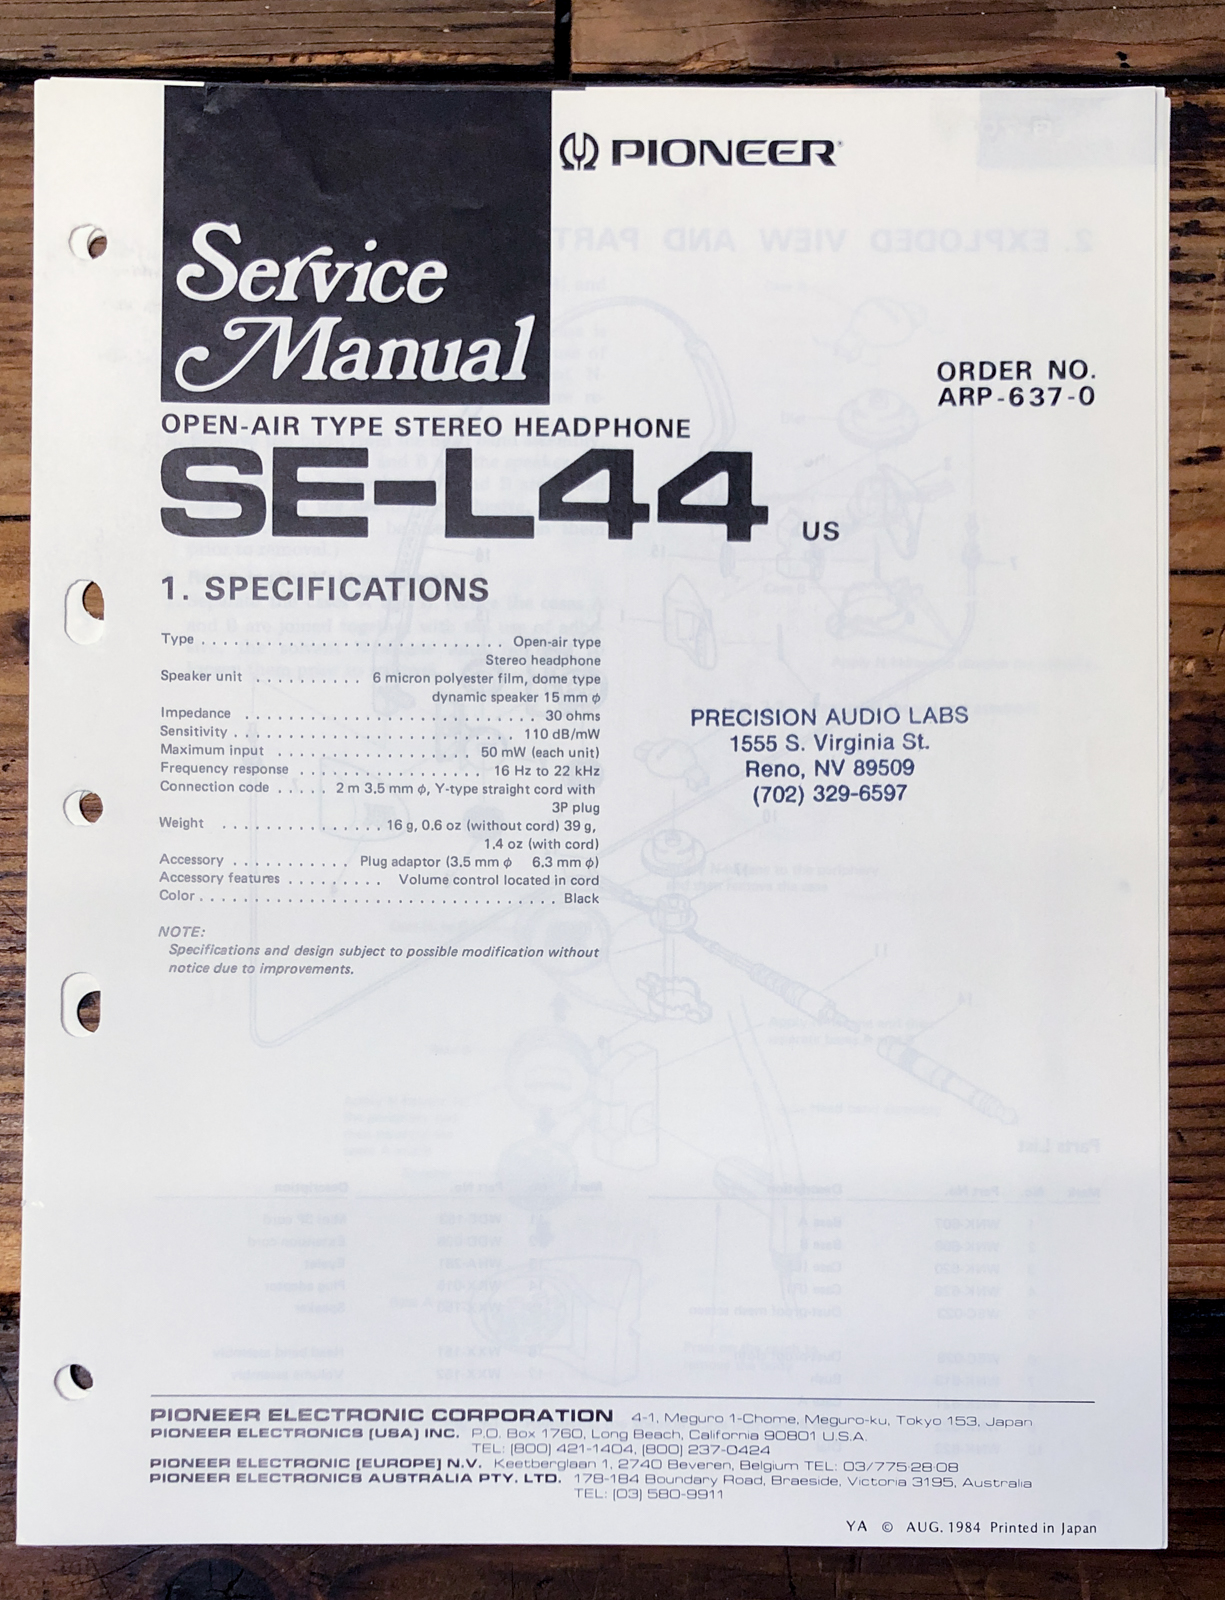 PIONEER
Service
Manual
ORDER NO.
ARP-637-0
OPEN-AIR TYPE STEREO HEADPHONE
SE-L44 US
1. SPECIFICATIONS
Type . . . . . . . . . . . . . . . . . . . . . . . . . . . . Open-air type
Stereo headphone
Speaker unit . . . . . . . . . . 6 micron polyester film, dome type
dynamic speaker 15 mm φ
Impedance . . . . . . . . . . . . . . . . . . . . . . . . . . . . 30 ohms
Sensitivity . . . . . . . . . . . . . . . . . . . . . . . . . . . 110 dB/mW
Maximum input . . . . . . . . . . . . . . . . . . . 50 mW (each unit)
Frequency response . . . . . . . . . . . . . . . . . 16 Hz to 22 kHz
Connection code . . . . . 2 m 3.5 mm φ, Y-type straight cord with
3P plug
Weight . . . . . . . . . . . . . . . 16 g, 0.6 oz (without cord) 39 g,
1.4 oz (with cord)
Accessory . . . . . . . . . . . Plug adaptor (3.5 mm φ 6.3 mm φ)
Accessory features . . . . . . . . . Volume control located in cord
Color . . . . . . . . . . . . . . . . . . . . . . . . . . . . . . . . . Black
NOTE:
Specifications and design subject to possible modification without
notice due to improvements.
PRECISION AUDIO LABS
1555 S. Virginia St.
Reno, NV 89509
(702) 329-6597
PIONEER ELECTRONIC CORPORATION 4-1, Meguro 1-Chome, Meguro-ku, Tokyo 153, Japan
PIONEER ELECTRONICS [USA] INC. P.O. Box 1760, Long Beach, California 90801 U.S.A.
TEL: (800) 421-1404, (800) 237-0424
PIONEER ELECTRONIC [EUROPE] N.V. Keetberglaan 1, 2740 Beveren, Belgium TEL: 03/775·28·08
PIONEER ELECTRONICS AUSTRALIA PTY. LTD. 178-184 Boundary Road, Braeside, Victoria 3195, Australia
TEL: (03) 580-9911
YA © AUG. 1984 Printed in Japan